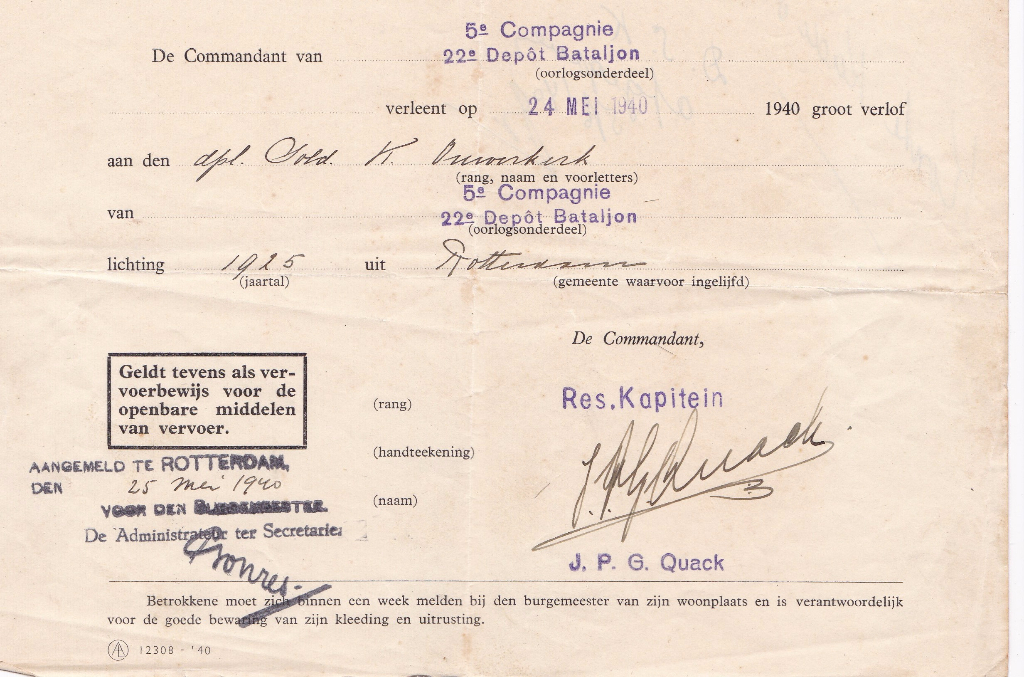 5e Compagnie
De Commandant van 22e Depôt Bataljon
(oorlogsonderdeel)
verleent op 24 MEI 1940 1940 groot verlof
aan den dpl. Sold. K. Ouwerkerk
(rang, naam en voorletters)
5e Compagnie
van 22e Depôt Bataljon
(oorlogsonderdeel)
lichting 1925 uit Rotterdam
(jaartal) (gemeente waarvoor ingelijfd)
De Commandant,
Geldt tevens als ver-
voerbewijs voor de
openbare middelen
van vervoer.
(rang) Res. Kapitein
(handteekening) J.P.G. Quack
(naam) J. P. G. Quack
AANGEMELD TE ROTTERDAM,
DEN 25 Mei 1940
VOOR DEN BURGEMEESTER.
De Administrateur ter Secretarie
Betrokkene moet zich binnen een week melden bij den burgemeester van zijn woonplaats en is verantwoordelijk
voor de goede bewaring van zijn kleeding en uitrusting.
12308 - '40